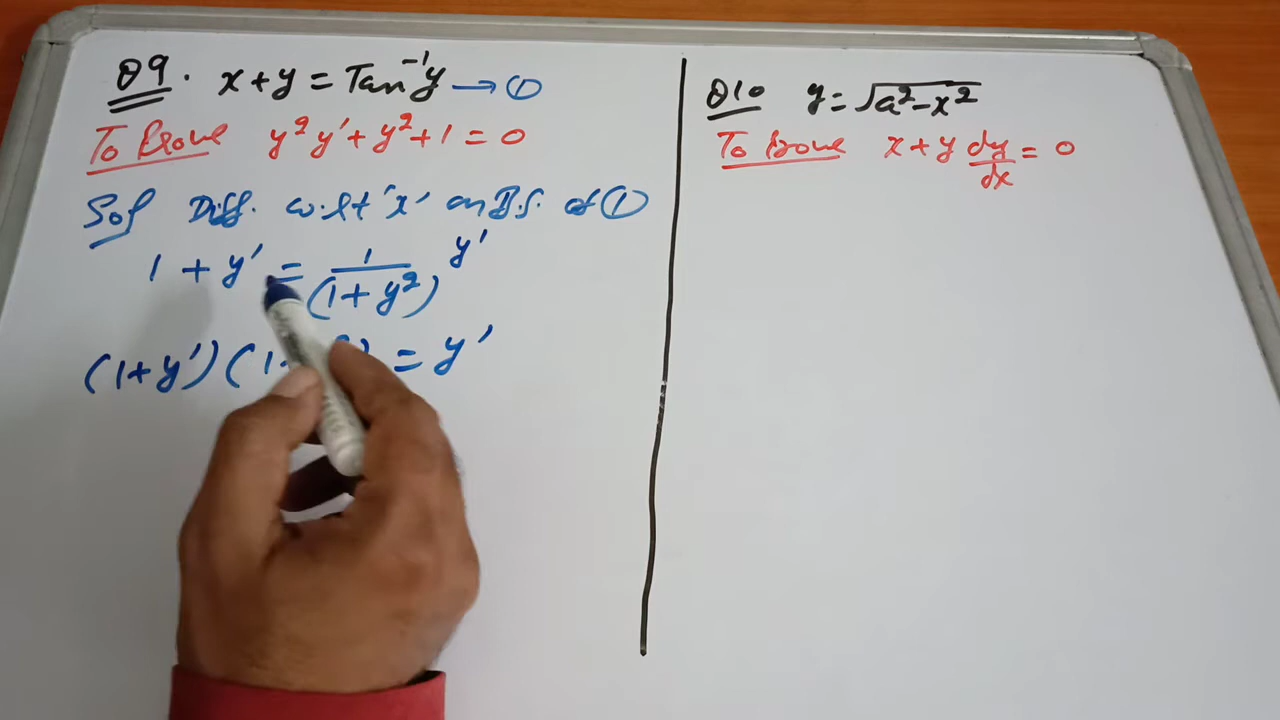 Q9. x+y = Tan⁻¹y → ①
To Prove y²y'+y²+1=0
Sol Diff. w.r.t 'x' on B.S. of ①
1 + y' = 1/(1+y²) y'
(1+y')(1+ ) = y'
Q10 y = √(a²-x²)
To Prove x + y dy/dx = 0